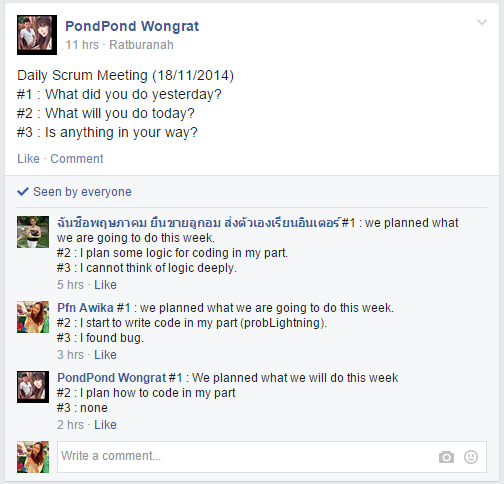 PondPond Wongrat
11 hrs · Ratburanah
Daily Scrum Meeting (18/11/2014)
#1 : What did you do yesterday?
#2 : What will you do today?
#3 : Is anything in your way?
Like · Comment
Seen by everyone
ฉันชื่อพฤษภาคม ยืนขายลูกอม ส่งตัวเองเรียนอินเตอร์ #1 : we planned what
we are going to do this week.
#2 : I plan some logic for coding in my part.
#3 : I cannot think of logic deeply.
5 hrs · Like
Pfn Awika #1 : we planned what we are going to do this week.
#2 : I start to write code in my part (probLightning).
#3 : I found bug.
3 hrs · Like
PondPond Wongrat #1 : We planned what we will do this week
#2 : I plan how to code in my part
#3 : none
2 hrs · Like
Write a comment...